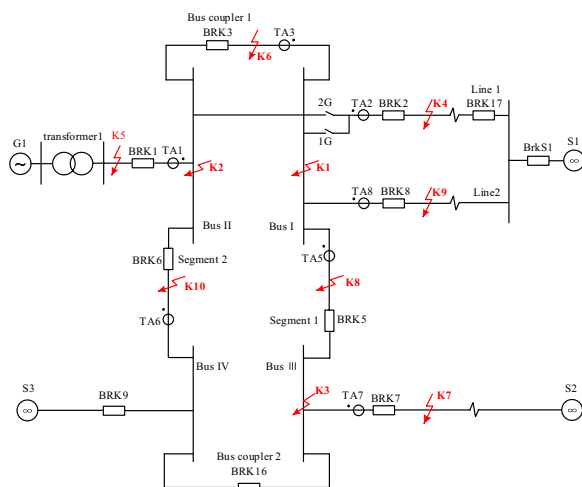 Bus coupler 1
BRK3
TA3
K6
Line 1
2G
TA2
BRK2
K4
BRK17
K5
transformer1
G1
BRK1
TA1
1G
BrkS1
S1
~
∞
K2
K1
TA8
BRK8
K9
Line2
Bus II
Bus I
BRK6
Segment 2
TA5
K10
K8
TA6
Segment 1
BRK5
Bus IV
Bus III
S3
BRK9
K3
TA7
BRK7
K7
S2
∞
∞
Bus coupler 2
BRK16